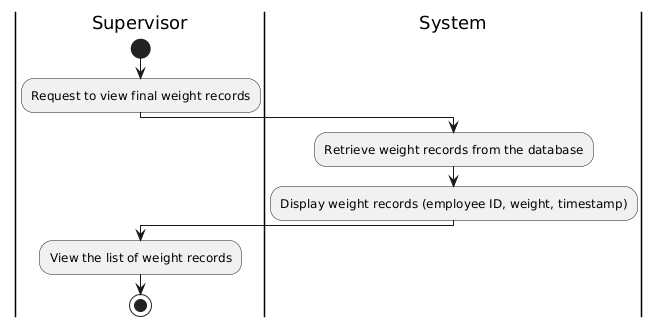 Supervisor
System
Request to view final weight records
Retrieve weight records from the database
Display weight records (employee ID, weight, timestamp)
View the list of weight records